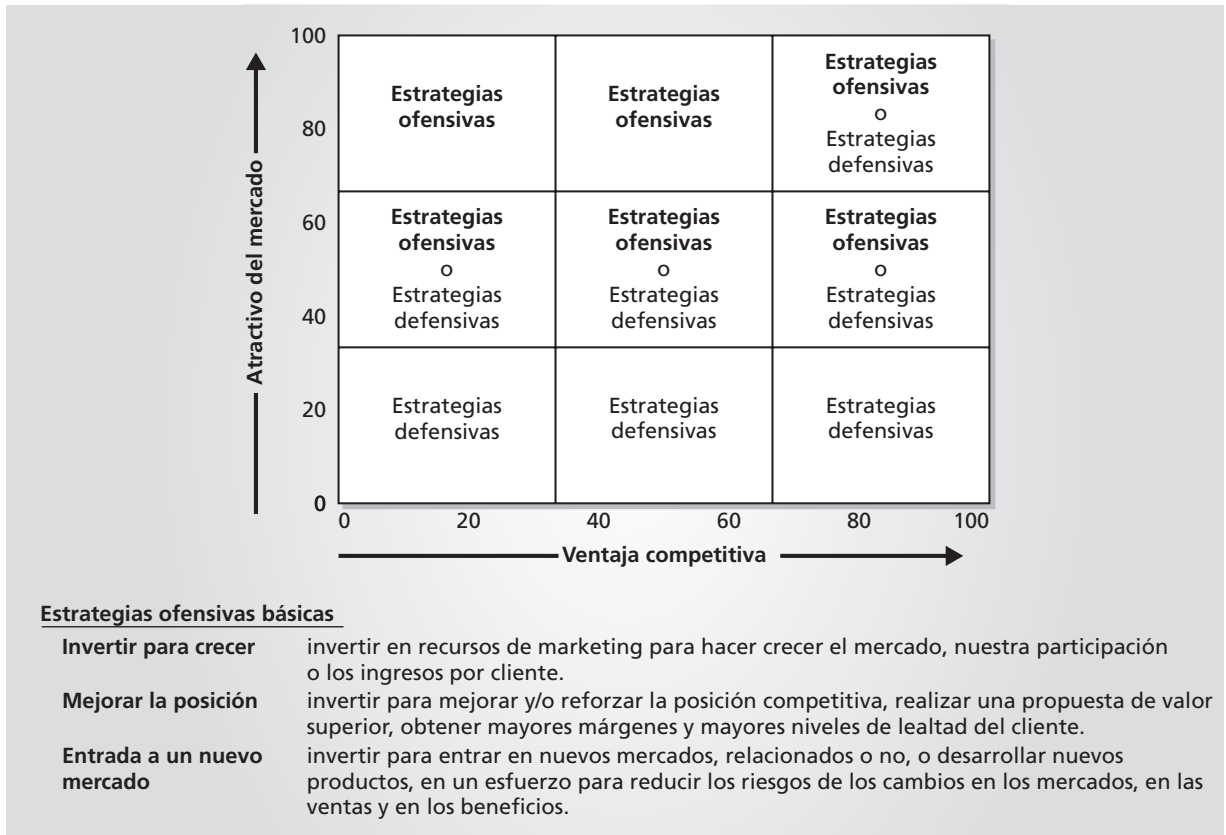 100
80
60
40
20
0
Atractivo del mercado
Estrategias
ofensivas
Estrategias
ofensivas
Estrategias
ofensivas
o
Estrategias
defensivas
Estrategias
ofensivas
o
Estrategias
defensivas
Estrategias
ofensivas
o
Estrategias
defensivas
Estrategias
ofensivas
o
Estrategias
defensivas
Estrategias
defensivas
Estrategias
defensivas
Estrategias
defensivas
0 20 40 60 80 100
Ventaja competitiva
Estrategias ofensivas básicas
Invertir para crecer invertir en recursos de marketing para hacer crecer el mercado, nuestra participación
o los ingresos por cliente.
Mejorar la posición invertir para mejorar y/o reforzar la posición competitiva, realizar una propuesta de valor
superior, obtener mayores márgenes y mayores niveles de lealtad del cliente.
Entrada a un nuevo invertir para entrar en nuevos mercados, relacionados o no, o desarrollar nuevos
mercado productos, en un esfuerzo para reducir los riesgos de los cambios en los mercados, en las
ventas y en los beneficios.